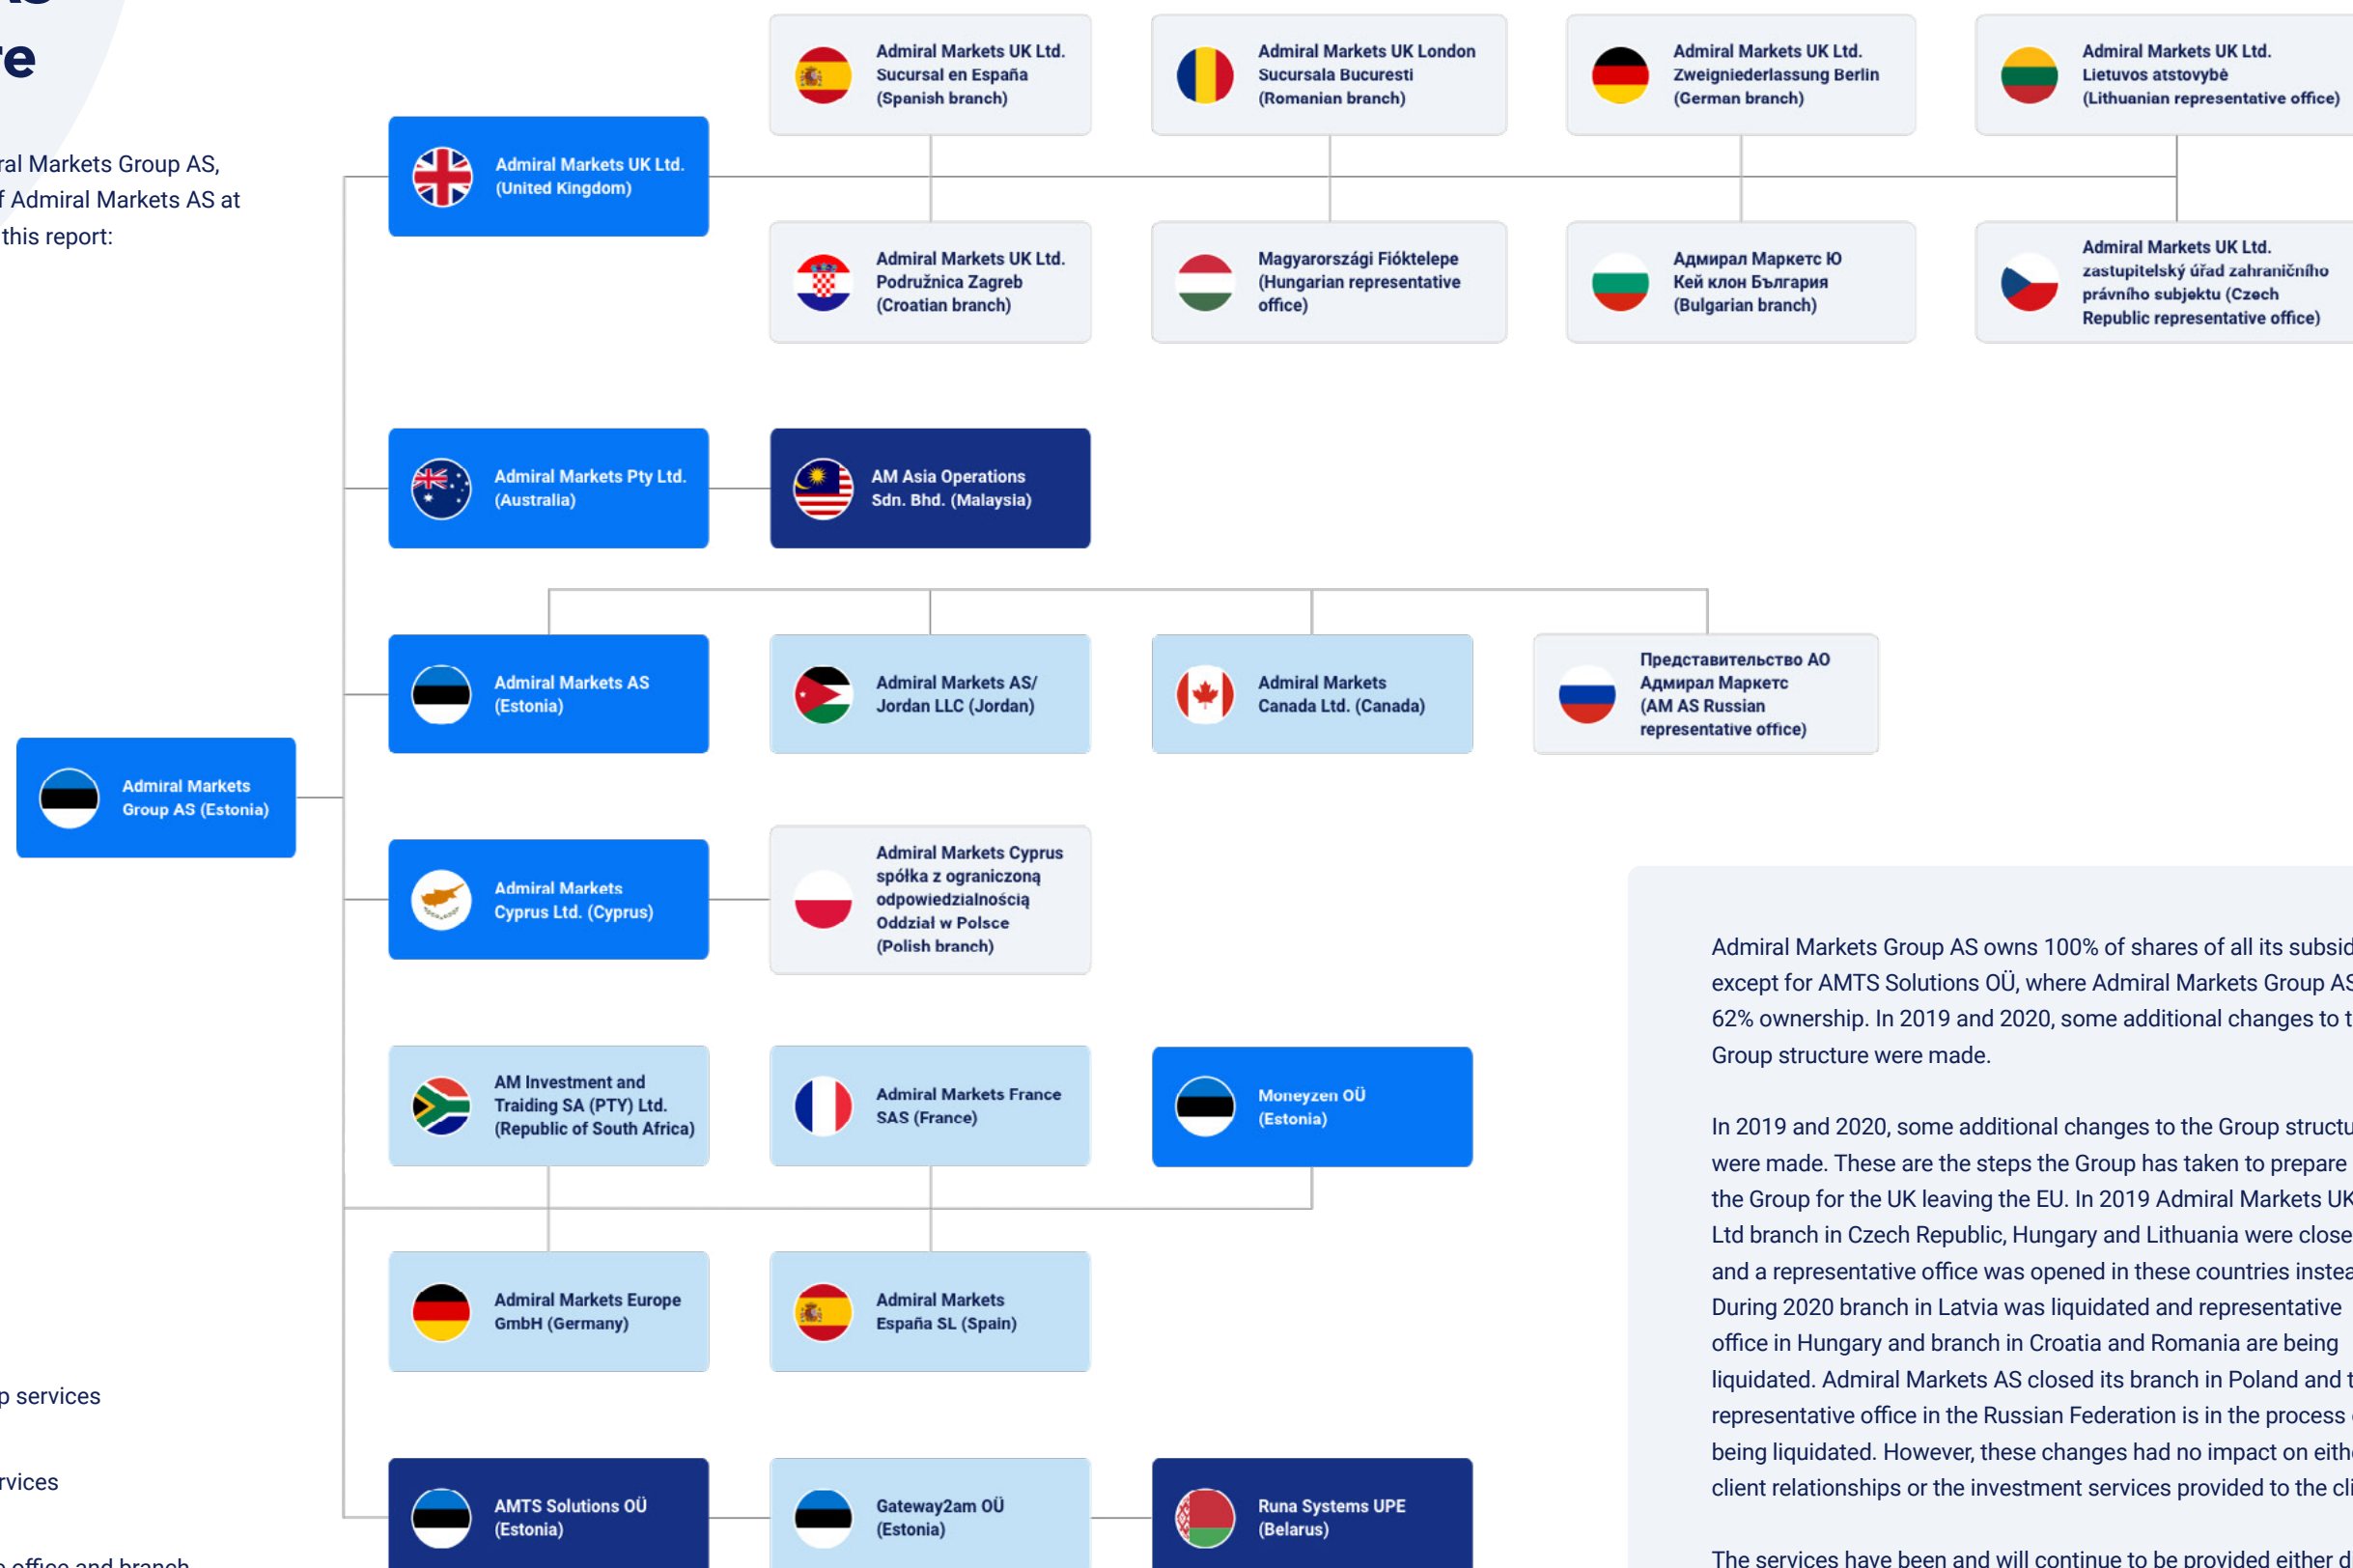 re
ral Markets Group AS,
f Admiral Markets AS at
this report:
Admiral Markets UK Ltd.
Sucursal en España
(Spanish branch)
Admiral Markets UK London
Sucursala Bucuresti
(Romanian branch)
Admiral Markets UK Ltd.
Zweigniederlassung Berlin
(German branch)
Admiral Markets UK Ltd.
Lietuvos atstovybė
(Lithuanian representative office)
Admiral Markets UK Ltd.
(United Kingdom)
Admiral Markets UK Ltd.
Podružnica Zagreb
(Croatian branch)
Magyarországi Fióktelepe
(Hungarian representative
office)
Адмирал Маркетс Ю
Кей клон България
(Bulgarian branch)
Admiral Markets UK Ltd.
zastupitelský úřad zahraničního
právního subjektu (Czech
Republic representative office)
Admiral Markets Pty Ltd.
(Australia)
AM Asia Operations
Sdn. Bhd. (Malaysia)
Admiral Markets AS
(Estonia)
Admiral Markets AS/
Jordan LLC (Jordan)
Admiral Markets
Canada Ltd. (Canada)
Представительство АО
Адмирал Маркетс
(AM AS Russian
representative office)
Admiral Markets
Group AS (Estonia)
Admiral Markets
Cyprus Ltd. (Cyprus)
Admiral Markets Cyprus
spółka z ograniczoną
odpowiedzialnością
Oddział w Polsce
(Polish branch)
AM Investment and
Traiding SA (PTY) Ltd.
(Republic of South Africa)
Admiral Markets France
SAS (France)
Moneyzen OÜ
(Estonia)
Admiral Markets Europe
GmbH (Germany)
Admiral Markets
España SL (Spain)
AMTS Solutions OÜ
(Estonia)
Gateway2am OÜ
(Estonia)
Runa Systems UPE
(Belarus)
p services
rvices
office and branch
Admiral Markets Group AS owns 100% of shares of all its subsid
except for AMTS Solutions OÜ, where Admiral Markets Group AS
62% ownership. In 2019 and 2020, some additional changes to t
Group structure were made.
In 2019 and 2020, some additional changes to the Group structu
were made. These are the steps the Group has taken to prepare
the Group for the UK leaving the EU. In 2019 Admiral Markets UK
Ltd branch in Czech Republic, Hungary and Lithuania were close
and a representative office was opened in these countries instea
During 2020 branch in Latvia was liquidated and representative
office in Hungary and branch in Croatia and Romania are being
liquidated. Admiral Markets AS closed its branch in Poland and t
representative office in the Russian Federation is in the process
being liquidated. However, these changes had no impact on eith
client relationships or the investment services provided to the cli
The services have been and will continue to be provided either d